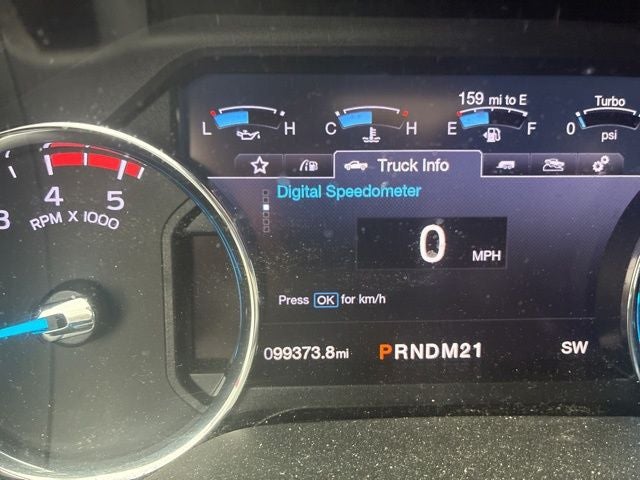 159 mi to E
Turbo
L H C H E F 0 psi
Truck Info
Digital Speedometer
3 4 5
RPM X 1000
0 MPH
Press OK for km/h
099373.8mi PRNDM21 SW